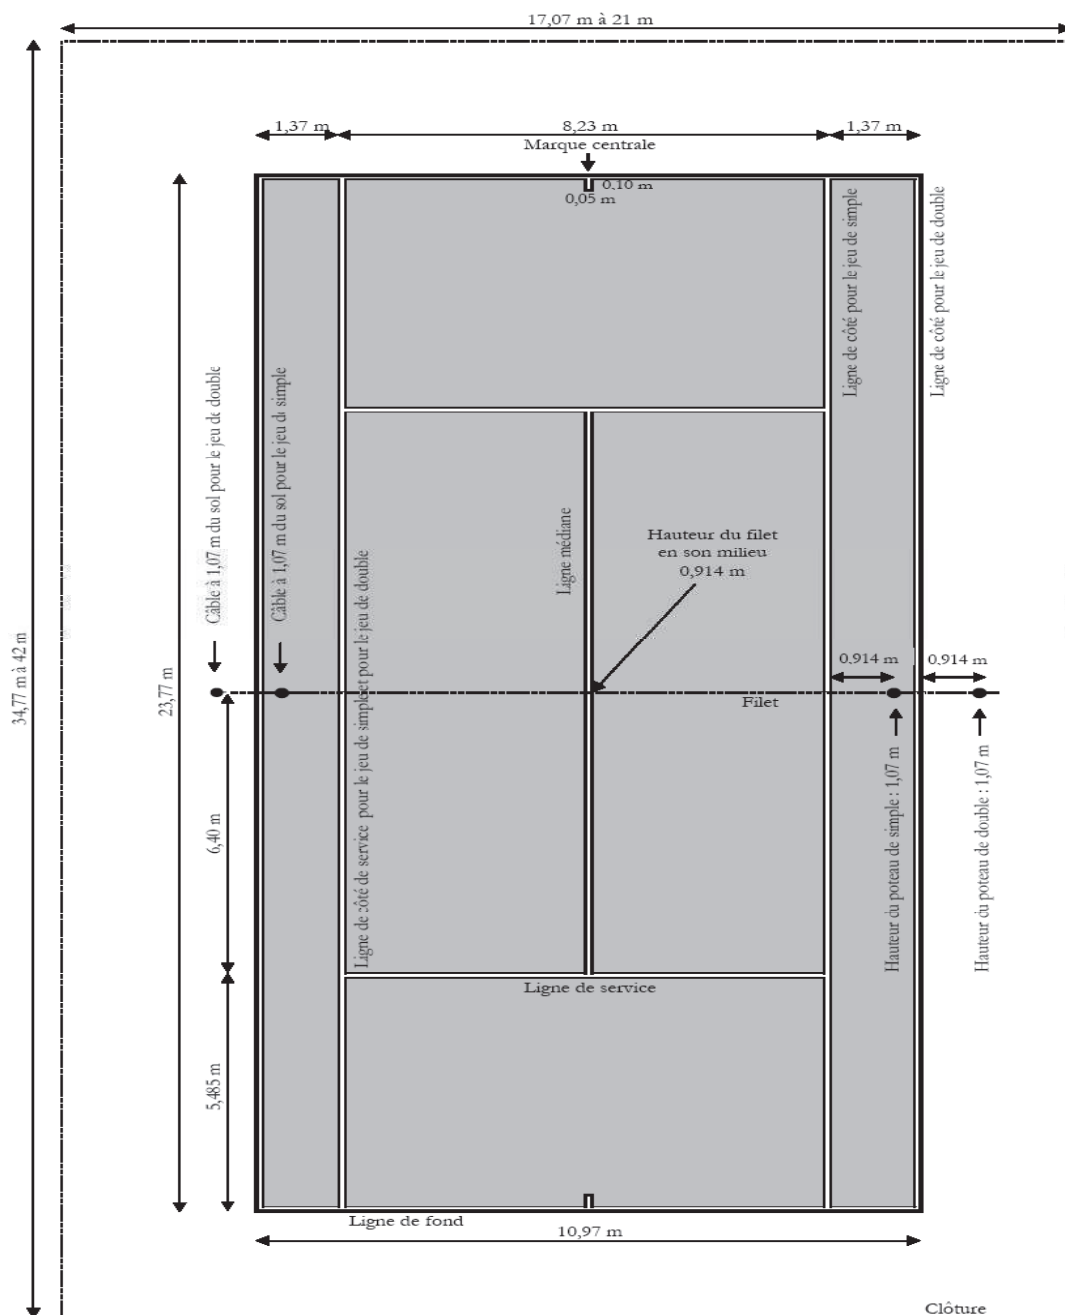 17,07 m à 21 m
1,37 m
8,23 m
1,37 m
Marque centrale
0,10 m
0,05 m
Ligne de côté pour le jeu de simple
Ligne de côté pour le jeu de double
Câble à 1,07 m du sol pour le jeu de double
Câble à 1,07 m du sol pour le jeu de simple
Ligne médiane
Hauteur du filet
en son milieu
0,914 m
Ligne de côté de service pour le jeu de simple et pour le jeu de double
34,77 m à 42 m
23,77 m
0,914 m
0,914 m
Filet
6,40 m
Hauteur du poteau de simple : 1,07 m
Hauteur du poteau de double : 1,07 m
Ligne de service
5,485 m
Ligne de fond
10,97 m
Clôture